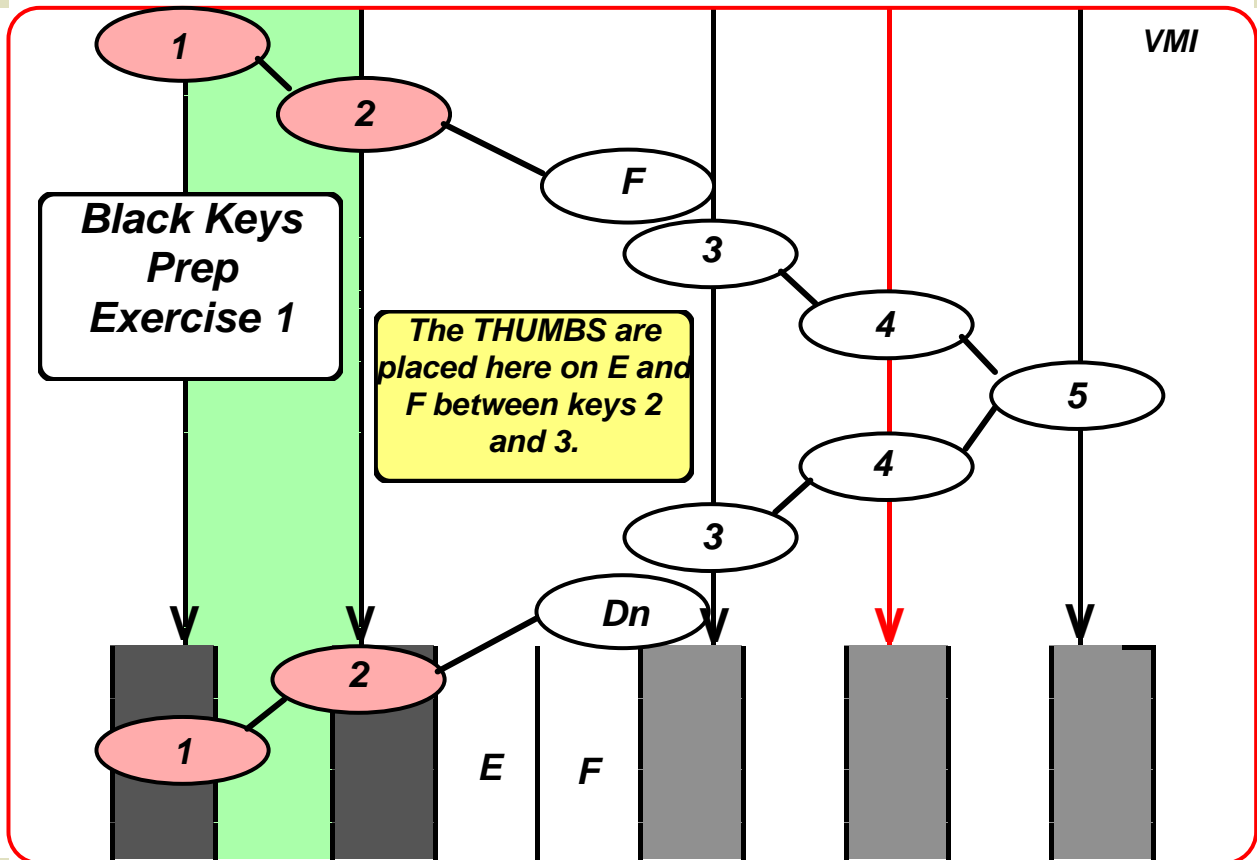 VMI
1
2
F
3
4
5
4
3
Dn
2
1
Black Keys
Prep
Exercise 1
The THUMBS are
placed here on E and
F between keys 2
and 3.
E
F